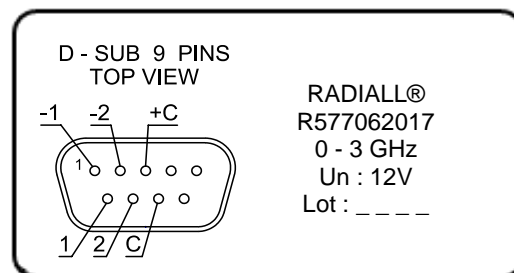 D - SUB 9 PINS
TOP VIEW
-1 -2 +C
1
1 2 C
RADIALL®
R577062017
0 - 3 GHz
Un : 12V
Lot : _ _ _ _